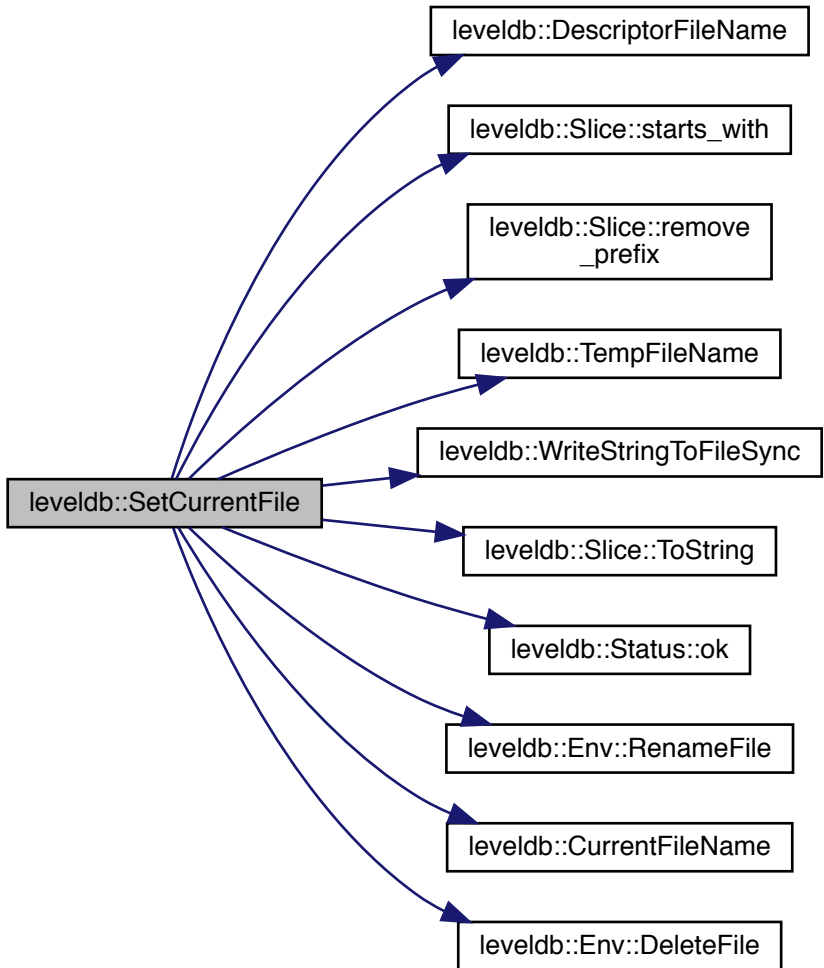 leveldb::DescriptorFileName
leveldb::Slice::starts_with
leveldb::Slice::remove
_prefix
leveldb::TempFileName
leveldb::WriteStringToFileSync
leveldb::SetCurrentFile
leveldb::Slice::ToString
leveldb::Status::ok
leveldb::Env::RenameFile
leveldb::CurrentFileName
leveldb::Env::DeleteFile